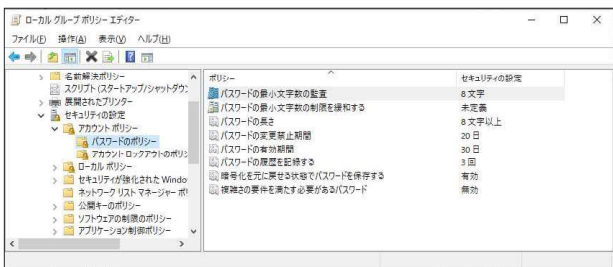 ローカル グループ ポリシー エディター
ファイル(F) 操作(A) 表示(V) ヘルプ(H)
名前解決ポリシー
スクリプト (スタートアップ/シャットダウ:
展開されたプリンター
セキュリティの設定
アカウント ポリシー
パスワードのポリシー
アカウント ロックアウトのポリシ
ローカル ポリシー
セキュリティが強化された Windo
ネットワーク リスト マネージャー ポリ
公開キーのポリシー
ソフトウェアの制限のポリシー
アプリケーション制御ポリシー
ポリシー セキュリティの設定
パスワードの最小文字数の監査 8 文字
パスワードの最小文字数の制限を緩和する 未定義
パスワードの長さ 8 文字以上
パスワードの変更禁止期間 20 日
パスワードの有効期間 30 日
パスワードの履歴を記録する 3 回
暗号化を元に戻せる状態でパスワードを保存する 有効
複雑さの要件を満たす必要があるパスワード 無効